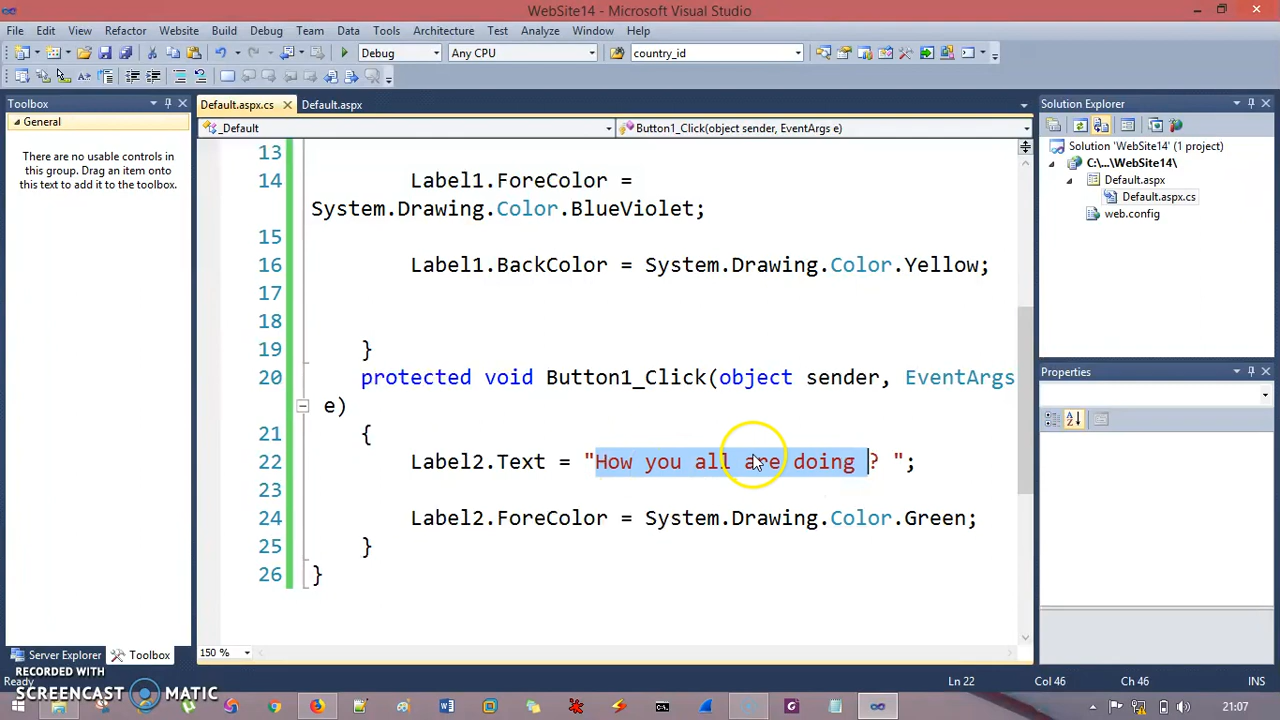 WebSite14 - Microsoft Visual Studio
File Edit View Refactor Website Build Debug Team Data Tools Architecture Test Analyze Window Help
Debug Any CPU country_id
Toolbox
General
There are no usable controls in
this group. Drag an item onto
this text to add it to the toolbox.
Server Explorer Toolbox
Default.aspx.cs Default.aspx
_Default Button1_Click(object sender, EventArgs e)
13
14 Label1.ForeColor =
System.Drawing.Color.BlueViolet;
15
16 Label1.BackColor = System.Drawing.Color.Yellow;
17
18
19 }
20 protected void Button1_Click(object sender, EventArgs
e)
21 {
22 Label2.Text = "How you all are doing ? ";
23
24 Label2.ForeColor = System.Drawing.Color.Green;
25 }
26 }
150 %
Solution Explorer
Solution 'WebSite14' (1 project)
C:\...\WebSite14\
Default.aspx
Default.aspx.cs
web.config
Properties
Ready Ln 22 Col 46 Ch 46 INS
RECORDED WITH
SCREENCAST MATIC
21:07